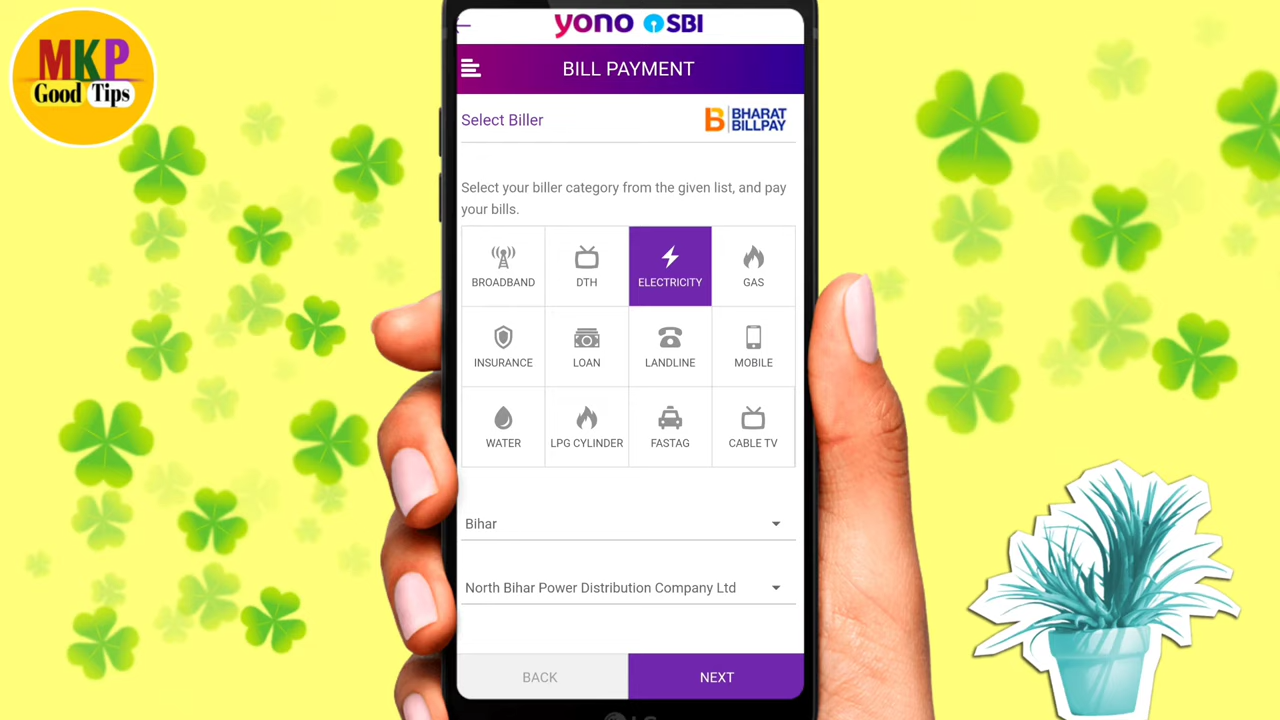 MKP
Good Tips
yono SBI
BILL PAYMENT
Select Biller
BHARAT
BILLPAY
Select your biller category from the given list, and pay
your bills.
BROADBAND
DTH
ELECTRICITY
GAS
INSURANCE
LOAN
LANDLINE
MOBILE
WATER
LPG CYLINDER
FASTAG
CABLE TV
Bihar
North Bihar Power Distribution Company Ltd
BACK
NEXT
LG